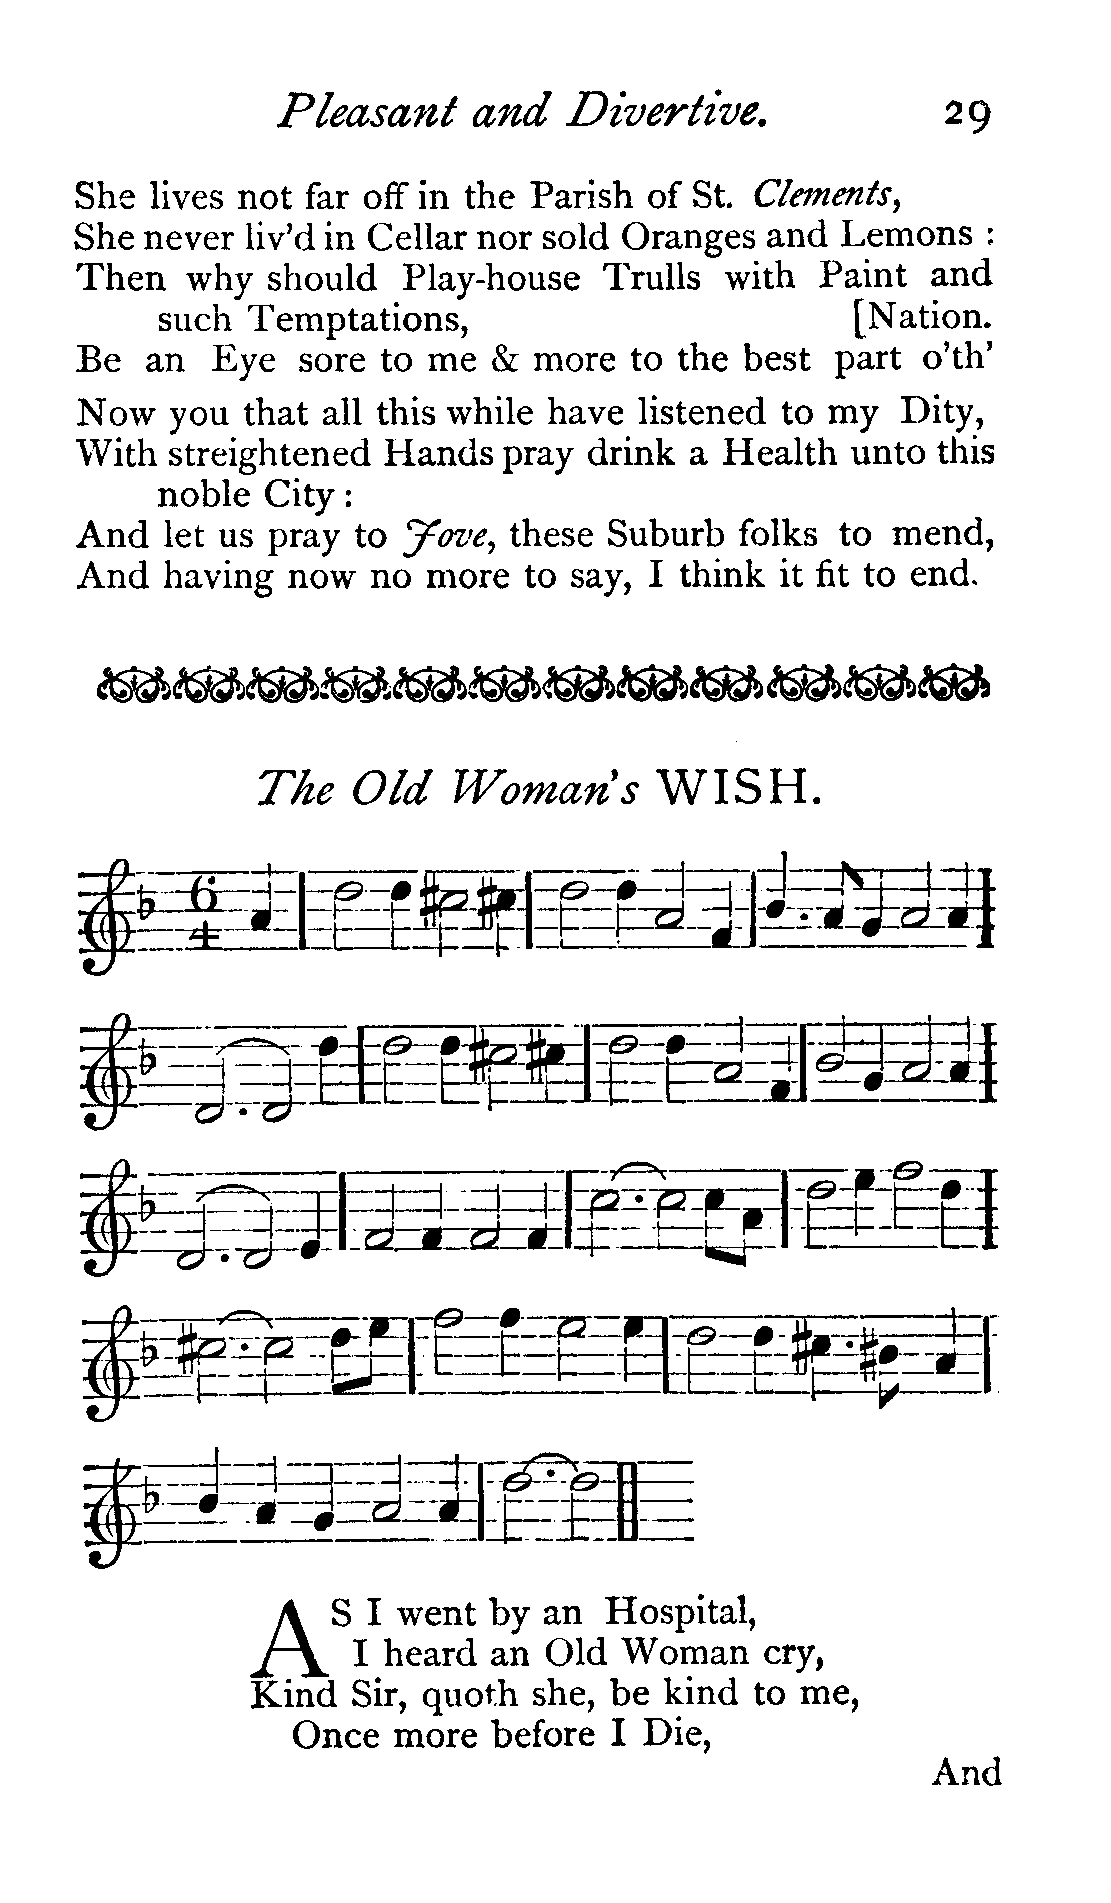 Pleasant and Divertive. 29
She lives not far off in the Parish of St. Clements,
She never liv'd in Cellar nor sold Oranges and Lemons :
Then why should Play-house Trulls with Paint and
such Temptations, [Nation.
Be an Eye sore to me & more to the best part o'th'
Now you that all this while have listened to my Dity,
With streightened Hands pray drink a Health unto this
noble City :
And let us pray to Jove, these Suburb folks to mend,
And having now no more to say, I think it fit to end.
The Old Woman's WISH.
6
4
AS I went by an Hospital,
I heard an Old Woman cry,
Kind Sir, quoth she, be kind to me,
Once more before I Die,
And